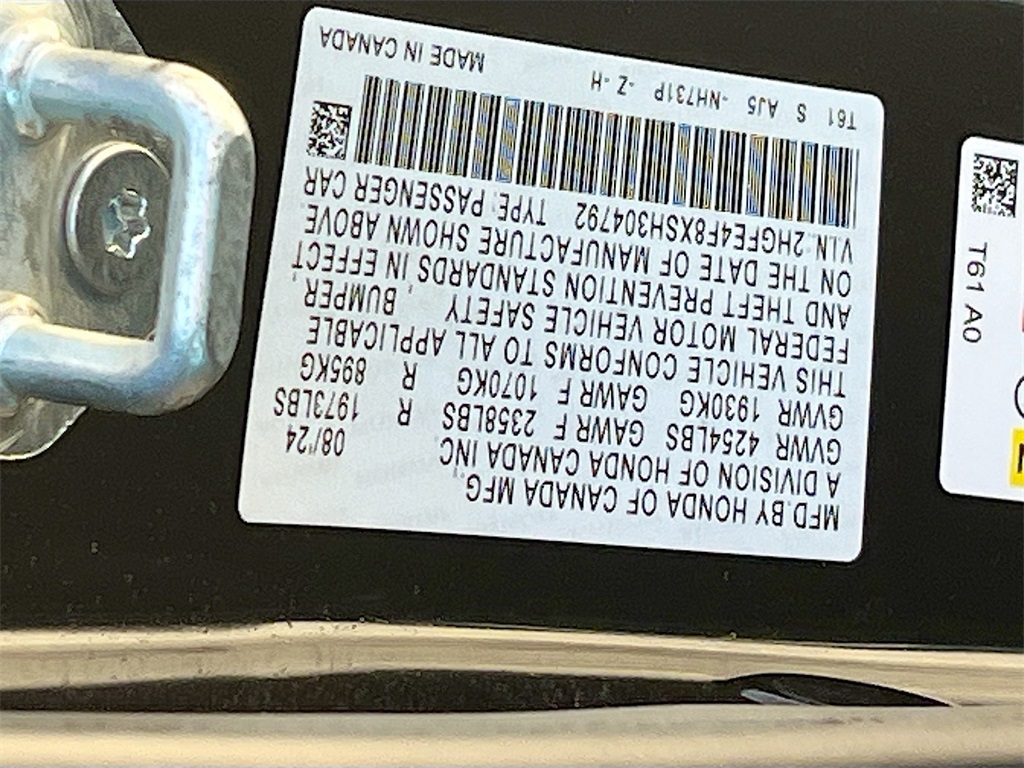 MFD.BY HONDA OF CANADA MFG.,
A DIVISION OF HONDA CANADA INC. 08/'24
GVWR 4254LBS GAWR F 2358LBS R 1973LBS
GVWR 1930KG GAWR F 1070KG R 895KG
THIS VEHICLE CONFORMS TO ALL APPLICABLE
FEDERAL MOTOR VEHICLE SAFETY, BUMPER,
AND THEFT PREVENTION STANDARDS IN EFFECT
ON THE DATE OF MANUFACTURE SHOWN ABOVE.
V.I.N: 2HGFE4F8XSH304792 TYPE: PASSENGER CAR
T61 S AJ5 -NH731P -Z -H MADE IN CANADA
T61 A0